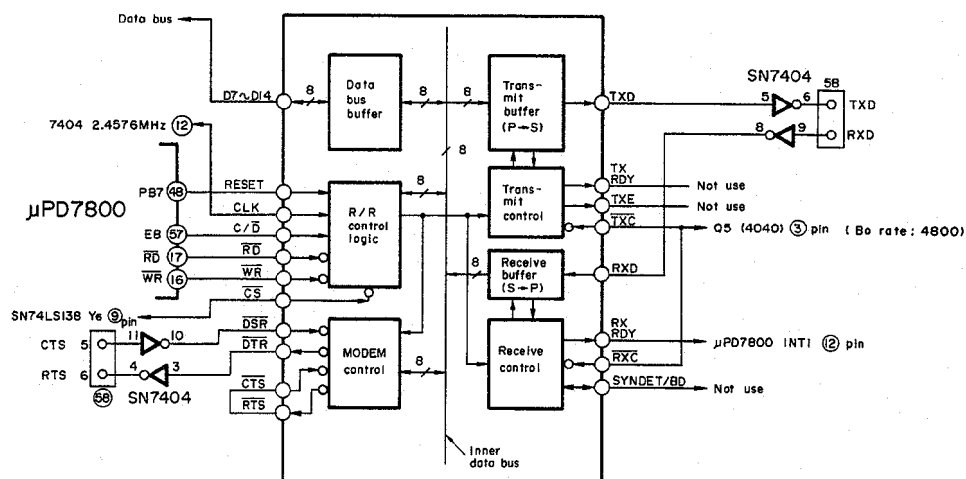 Data bus
D7~D14
8
Data bus buffer
8
8
Transmit buffer (P→S)
TXD
SN7404
5
6
58
TXD
8
9
RXD
7404 2.4576MHz 12
8
μPD7800
PB7 48
RESET
CLK
E8 57
C/D
RD 17
RD
WR 16
WR
R/R control logic
8
Transmit control
TX RDY
Not use
TXE
Not use
TXC
Q5 (4040) 3 pin (Bo rate: 4800)
CS
SN74LS138 Y6 9 pin
8
Receive buffer (S→P)
RXD
CTS 5
11
10
DSR
RTS 6
4
3
DTR
58
SN7404
CTS
RTS
MODEM control
8
Receive control
RX RDY
μPD7800 INT1 12 pin
RXC
SYNDET/BD
Not use
Inner data bus